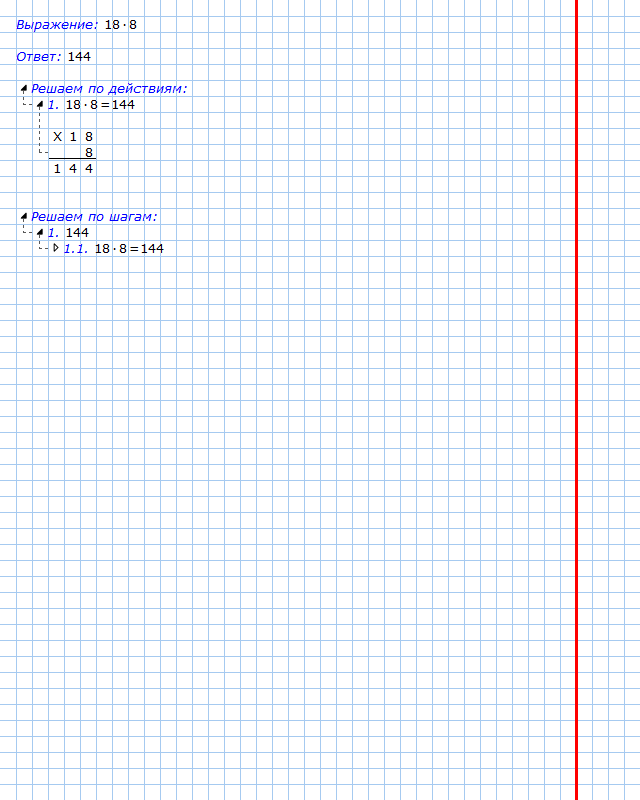 Выражение: 18·8
Ответ: 144
Решаем по действиям:
1. 18·8=144
X 1 8
8
1 4 4
Решаем по шагам:
1. 144
1.1. 18·8=144